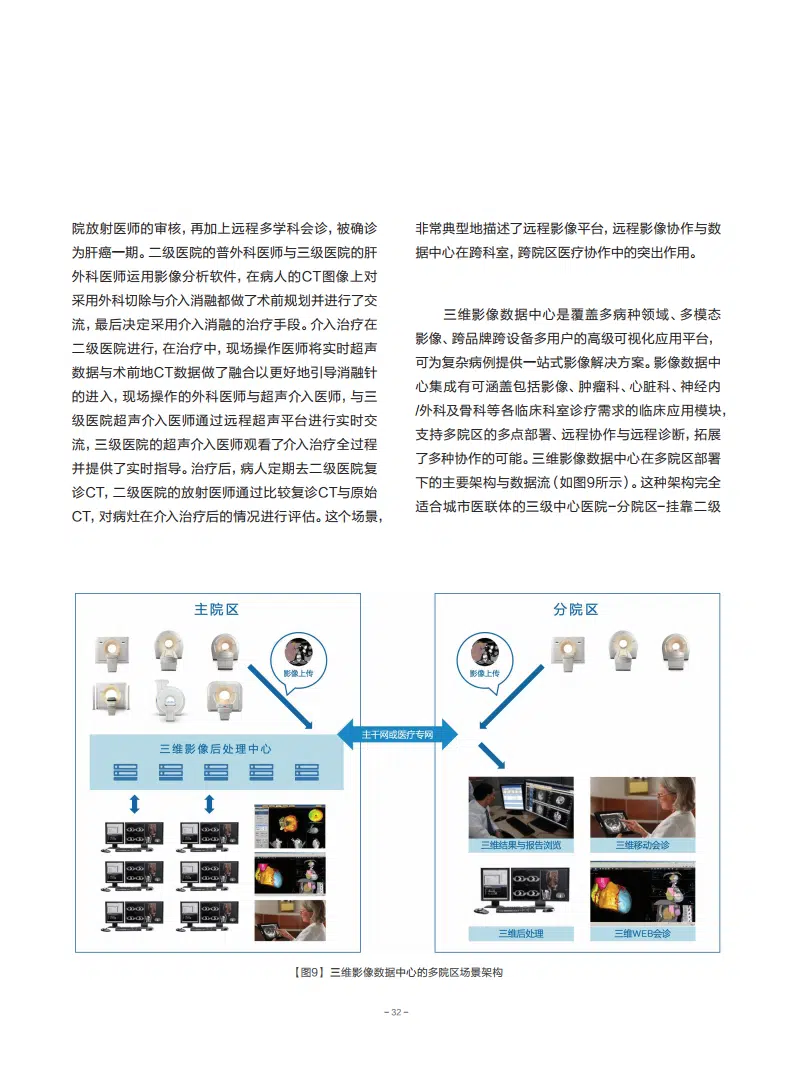 院放射医师的审核，再加上远程多学科会诊，被确诊
为肝癌一期。二级医院的普外科医师与三级医院的肝
外科医师运用影像分析软件，在病人的CT图像上对
采用外科切除与介入消融都做了术前规划并进行了交
流，最后决定采用介入消融的治疗手段。介入治疗在
二级医院进行，在治疗中，现场操作医师将实时超声
数据与术前地CT数据做了融合以更好地引导消融针
的进入，现场操作的外科医师与超声介入医师，与三
级医院超声介入医师通过远程超声平台进行实时交
流，三级医院的超声介入医师观看了介入治疗全过程
并提供了实时指导。治疗后，病人定期去二级医院复
诊CT，二级医院的放射医师通过比较复诊CT与原始
CT，对病灶在介入治疗后的情况进行评估。这个场景，
非常典型地描述了远程影像平台，远程影像协作与数
据中心在跨科室，跨院区医疗协作中的突出作用。
三维影像数据中心是覆盖多病种领域、多模态
影像、跨品牌跨设备多用户的高级可视化应用平台，
可为复杂病例提供一站式影像解决方案。影像数据中
心集成有可涵盖包括影像、肿瘤科、心脏科、神经内
/外科及骨科等各临床科室诊疗需求的临床应用模块，
支持多院区的多点部署、远程协作与远程诊断，拓展
了多种协作的可能。三维影像数据中心在多院区部署
下的主要架构与数据流（如图9所示）。这种架构完全
适合城市医联体的三级中心医院-分院区-挂靠二级
主院区
影像上传
三维影像后处理中心
主干网或医疗专网
分院区
影像上传
三维结果与报告浏览
三维移动会诊
三维后处理
三维WEB会诊
【图9】三维影像数据中心的多院区场景架构
- 32 -